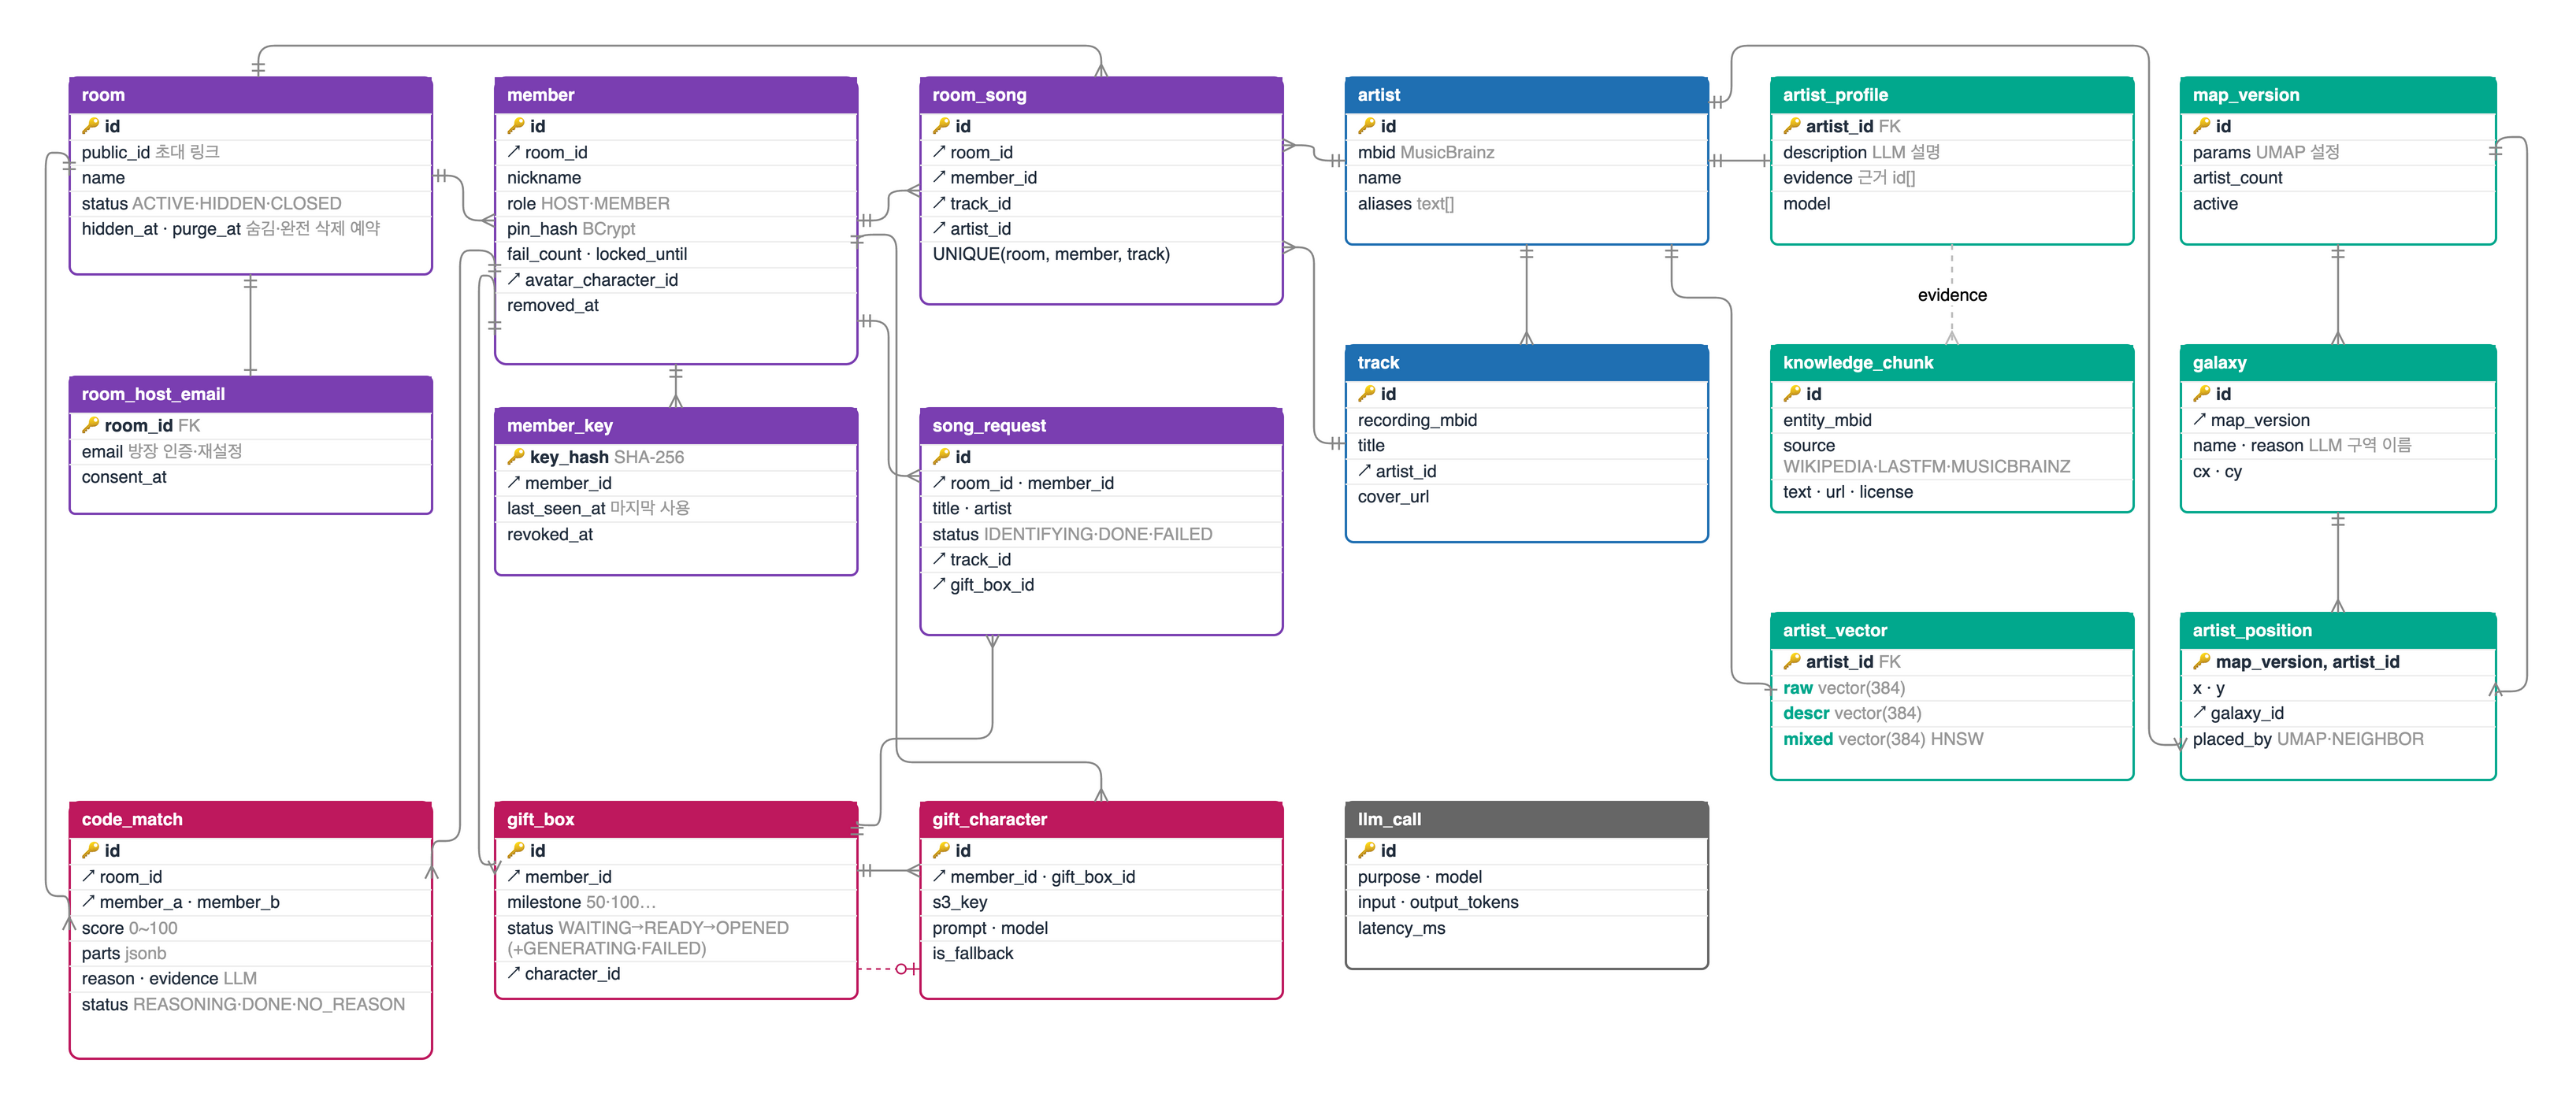 room
🔑 id
public_id 초대 링크
name
status ACTIVE·HIDDEN·CLOSED
hidden_at · purge_at 숨김·완전 삭제 예약
member
🔑 id
↗ room_id
nickname
role HOST·MEMBER
pin_hash BCrypt
fail_count · locked_until
↗ avatar_character_id
removed_at
room_song
🔑 id
↗ room_id
↗ member_id
↗ track_id
↗ artist_id
UNIQUE(room, member, track)
artist
🔑 id
mbid MusicBrainz
name
aliases text[]
artist_profile
🔑 artist_id FK
description LLM 설명
evidence 근거 id[]
model
map_version
🔑 id
params UMAP 설정
artist_count
active
evidence
room_host_email
🔑 room_id FK
email 방장 인증·재설정
consent_at
member_key
🔑 key_hash SHA-256
↗ member_id
last_seen_at 마지막 사용
revoked_at
song_request
🔑 id
↗ room_id · member_id
title · artist
status IDENTIFYING·DONE·FAILED
↗ track_id
↗ gift_box_id
track
🔑 id
recording_mbid
title
↗ artist_id
cover_url
knowledge_chunk
🔑 id
entity_mbid
source
WIKIPEDIA·LASTFM·MUSICBRAINZ
text · url · license
galaxy
🔑 id
↗ map_version
name · reason LLM 구역 이름
cx · cy
artist_vector
🔑 artist_id FK
raw vector(384)
descr vector(384)
mixed vector(384) HNSW
artist_position
🔑 map_version, artist_id
x · y
↗ galaxy_id
placed_by UMAP·NEIGHBOR
code_match
🔑 id
↗ room_id
↗ member_a · member_b
score 0~100
parts jsonb
reason · evidence LLM
status REASONING·DONE·NO_REASON
gift_box
🔑 id
↗ member_id
milestone 50·100…
status WAITING→READY→OPENED
(+GENERATING·FAILED)
↗ character_id
gift_character
🔑 id
↗ member_id · gift_box_id
s3_key
prompt · model
is_fallback
llm_call
🔑 id
purpose · model
input · output_tokens
latency_ms